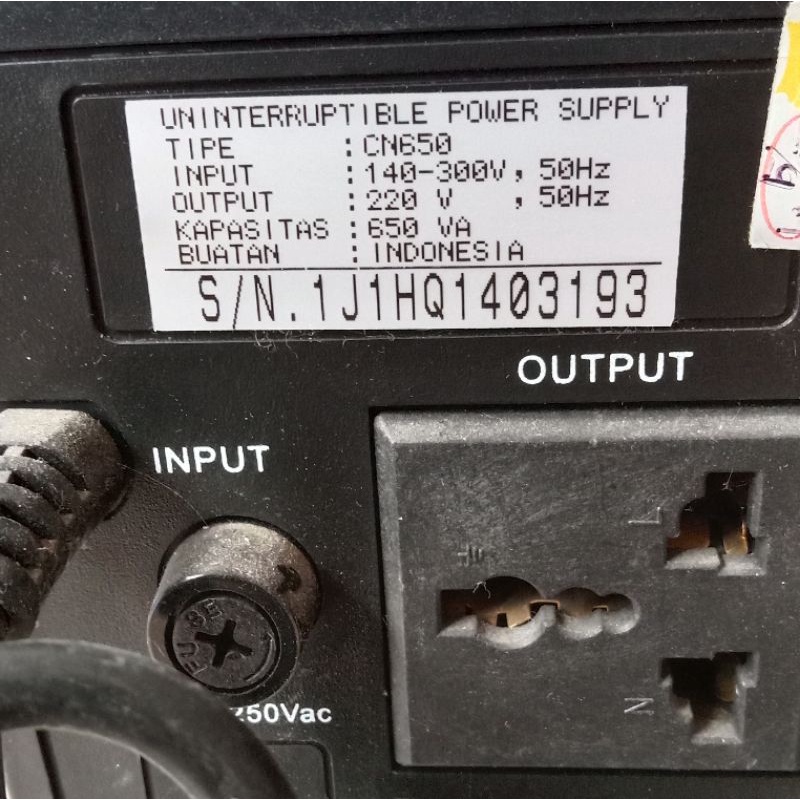 UNINTERRUPTIBLE POWER SUPPLY
TIPE : CN650
INPUT : 140-300V, 50Hz
OUTPUT : 220 V , 50Hz
KAPASITAS : 650 VA
BUATAN : INDONESIA
S/N.1J1HQ1403193
OUTPUT
INPUT
L
N
FUSE
250Vac